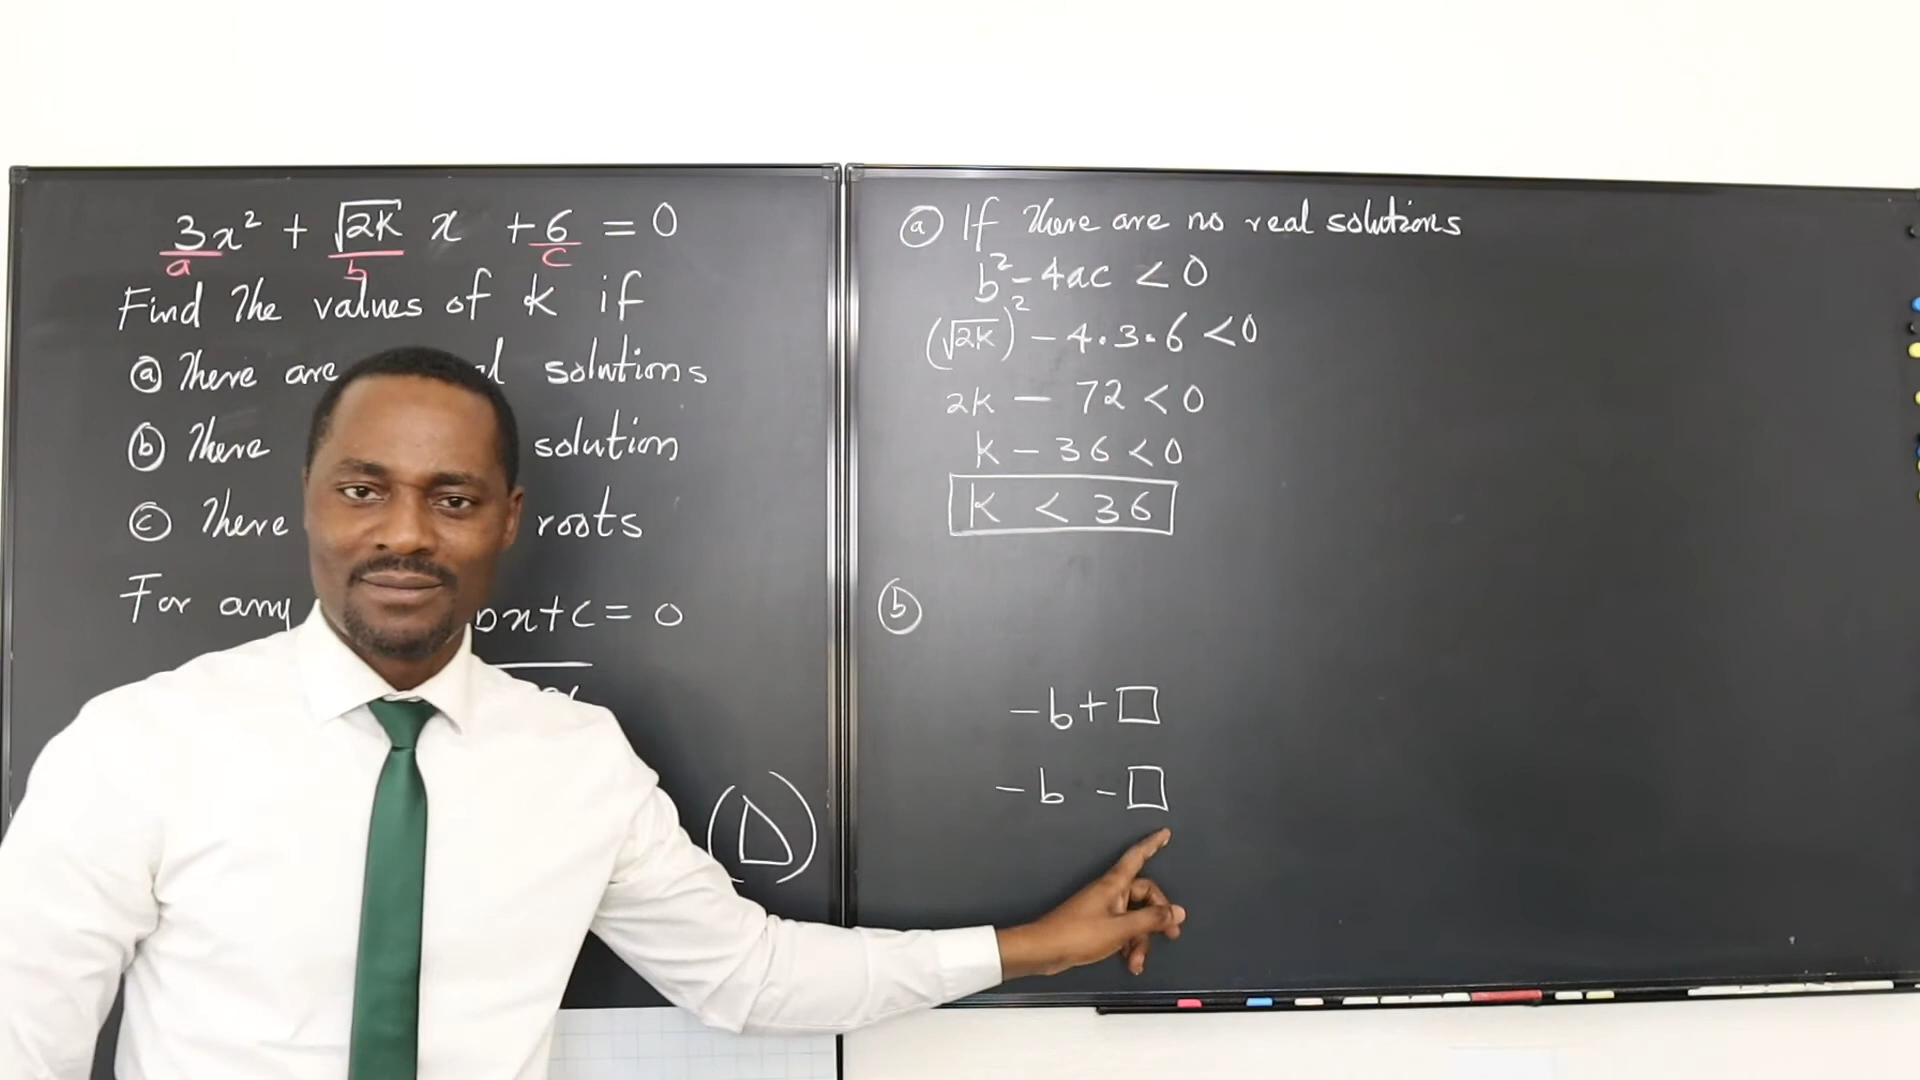 3x² + √2k x + 6 = 0
a b c
Find the values of k if
ⓐ There are solutions
ⓑ There solution
ⓒ There roots
For any bx+c = 0
(Δ)
ⓐ If there are no real solutions
b² - 4ac < 0
(√2k)² - 4·3·6 < 0
2k - 72 < 0
k - 36 < 0
k < 36
ⓑ
-b + □
-b - □